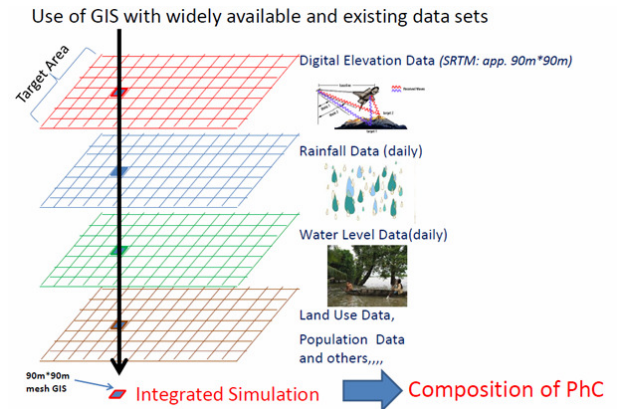 Use of GIS with widely available and existing data sets
Target Area
Digital Elevation Data (SRTM: app. 90m*90m)
Rainfall Data (daily)
Water Level Data(daily)
Land Use Data,
Population Data
and others,,,,
90m*90m
mesh GIS
Integrated Simulation
Composition of PhC